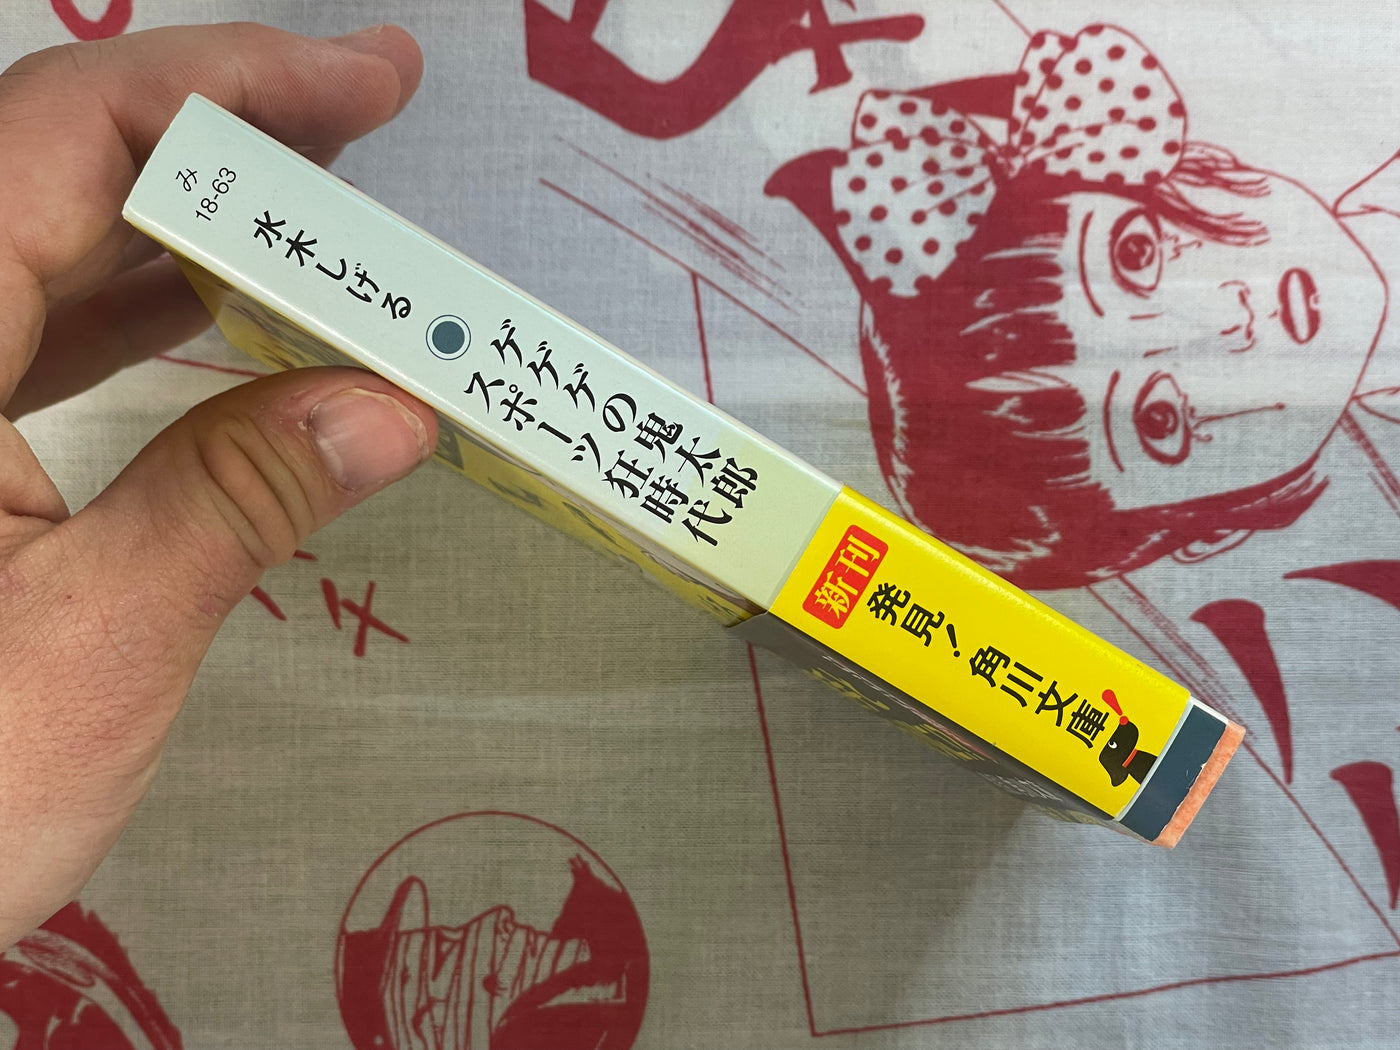 み
18-63
水木しげる
ゲゲゲの鬼太郎
スポーツ狂時代
新刊
発見!角川文庫